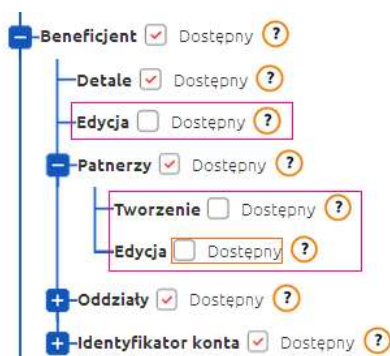 Beneficjent Dostępny ?
Detale Dostępny ?
Edycja Dostępny ?
Patnerzy Dostępny ?
Tworzenie Dostępny ?
Edycja Dostępny ?
Oddziały Dostępny ?
Identyfikator konta Dostępny ?